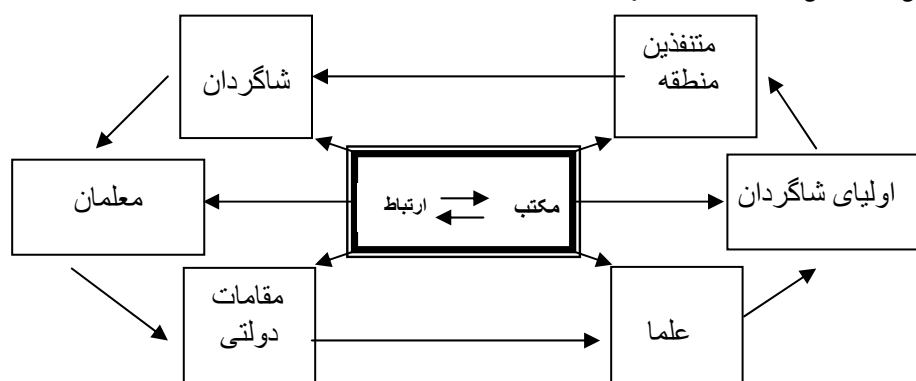 متنفذین
منطقه
شاگردان
اولیای شاگردان
مکتب
ارتباط
معلمان
علما
مقامات
دولتی